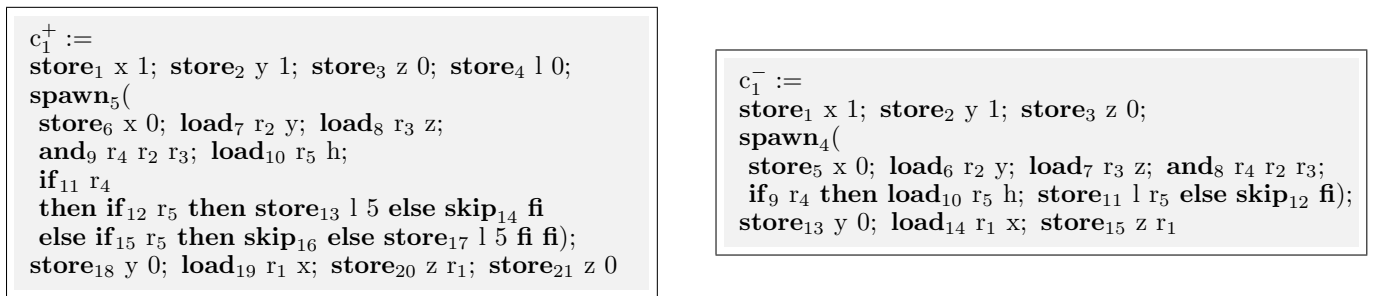 c₁⁺ :=
store₁ x 1; store₂ y 1; store₃ z 0; store₄ l 0;
spawn₅(
store₆ x 0; load₇ r₂ y; load₈ r₃ z;
and₉ r₄ r₂ r₃; load₁₀ r₅ h;
if₁₁ r₄
then if₁₂ r₅ then store₁₃ l 5 else skip₁₄ fi
else if₁₅ r₅ then skip₁₆ else store₁₇ l 5 fi fi);
store₁₈ y 0; load₁₉ r₁ x; store₂₀ z r₁; store₂₁ z 0
c₁⁻ :=
store₁ x 1; store₂ y 1; store₃ z 0;
spawn₄(
store₅ x 0; load₆ r₂ y; load₇ r₃ z; and₈ r₄ r₂ r₃;
if₉ r₄ then load₁₀ r₅ h; store₁₁ l r₅ else skip₁₂ fi);
store₁₃ y 0; load₁₄ r₁ x; store₁₅ z r₁